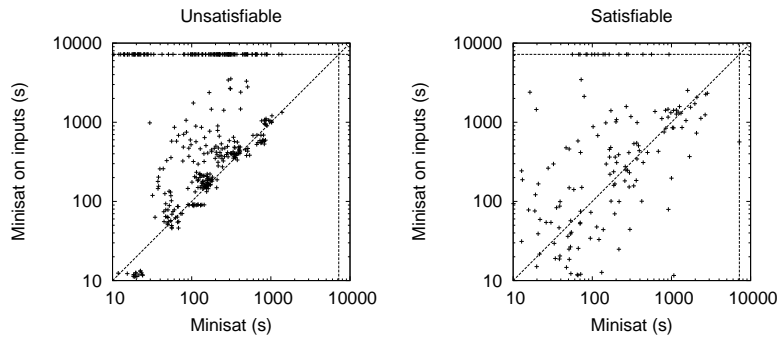 Unsatisfiable
Minisat on inputs (s)
10000
1000
100
10
10 100 1000 10000
Minisat (s)
Satisfiable
Minisat on inputs (s)
10000
1000
100
10
10 100 1000 10000
Minisat (s)